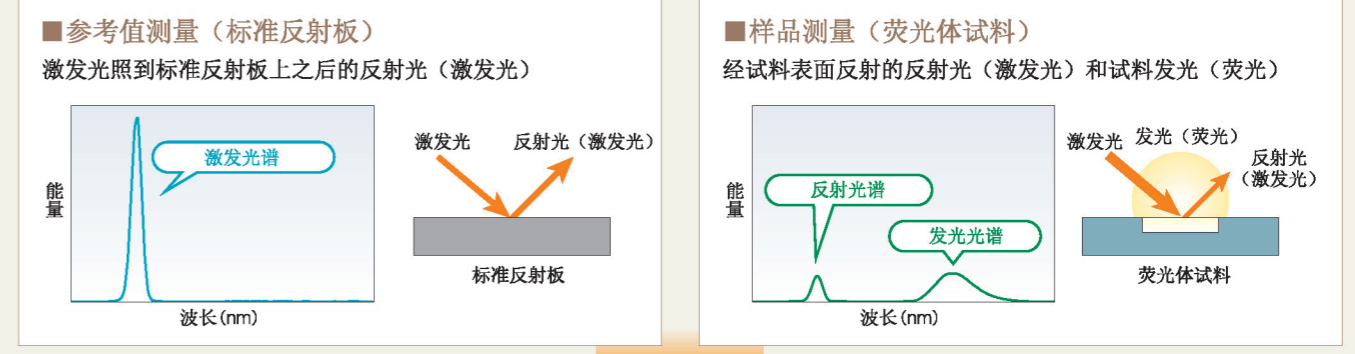 ■参考值测量（标准反射板）
激发光照到标准反射板上之后的反射光（激发光）
激发光谱
能量
波长(nm)
激发光
反射光（激发光）
标准反射板
■样品测量（荧光体试料）
经试料表面反射的反射光（激发光）和试料发光（荧光）
反射光谱
发光光谱
能量
波长(nm)
激发光
发光（荧光）
反射光
（激发光）
荧光体试料